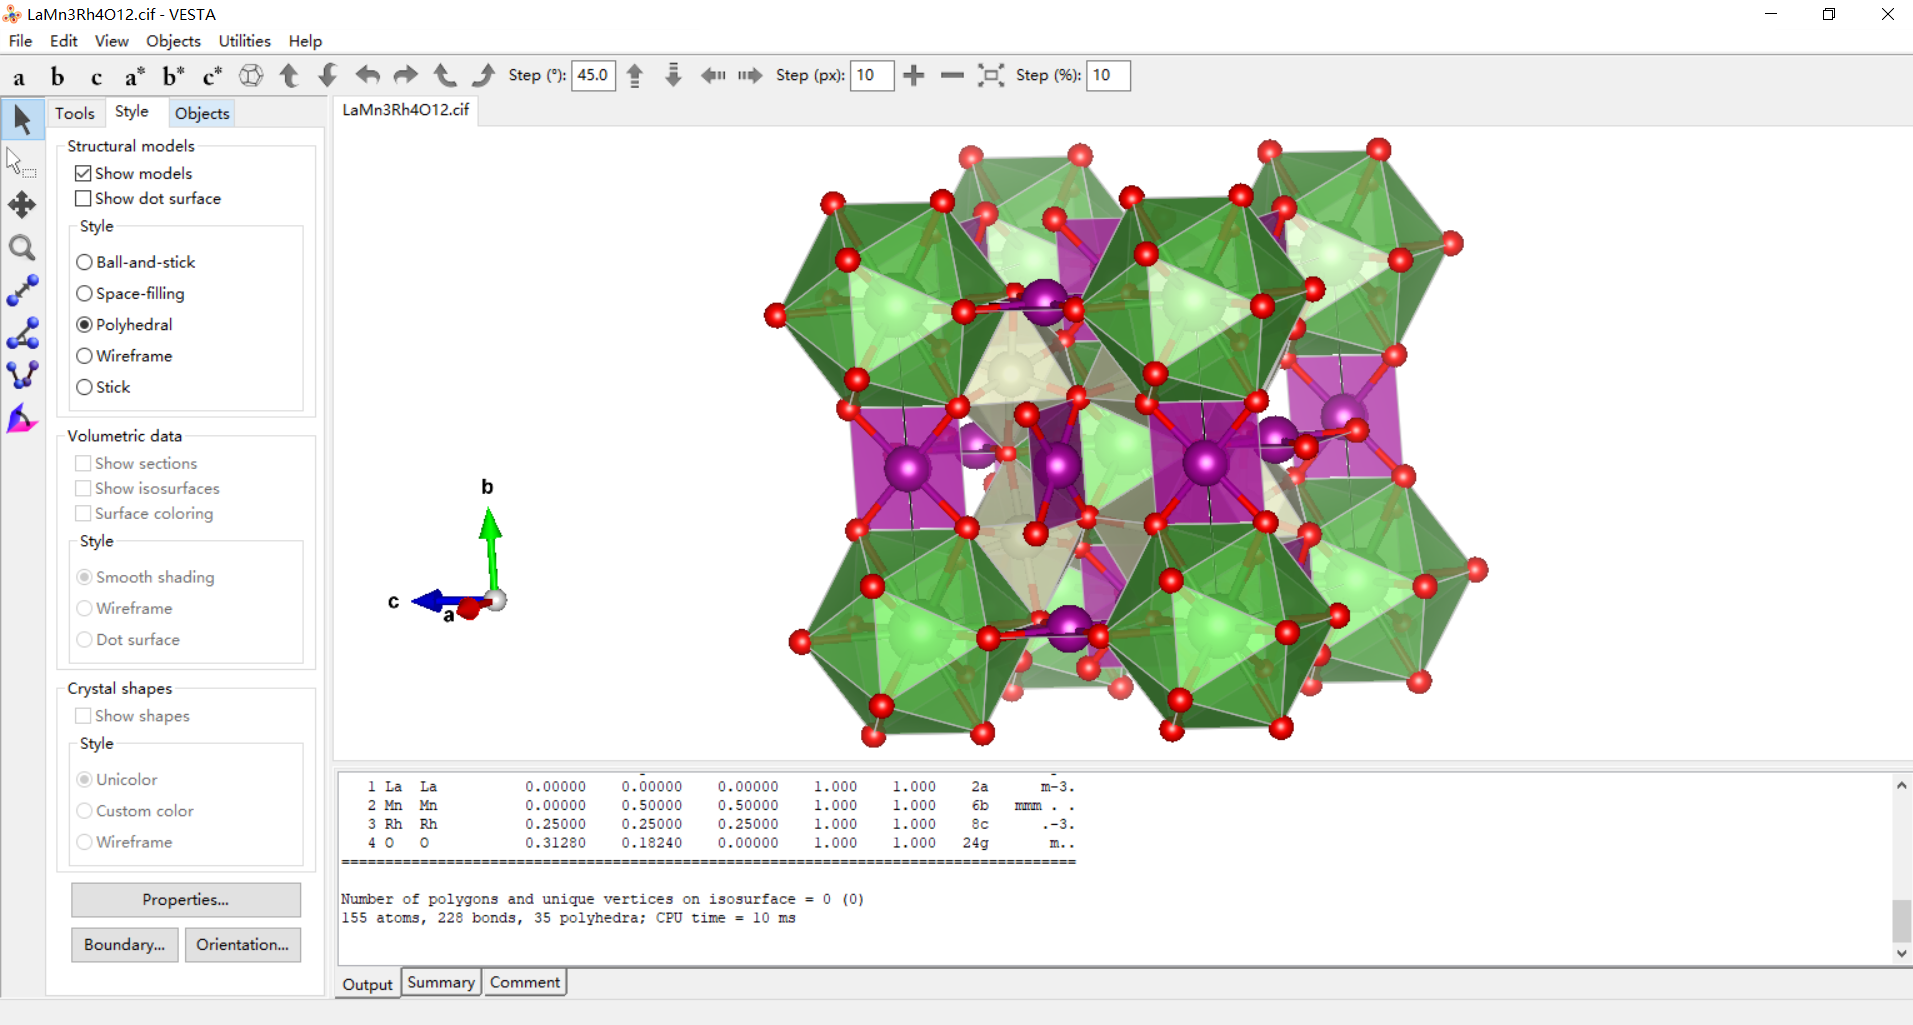 LaMn3Rh4O12.cif - VESTA
File Edit View Objects Utilities Help
a b c a* b* c* Step (°): 45.0 Step (px): 10 Step (%): 10
Tools Style Objects
LaMn3Rh4O12.cif
Structural models
Show models
Show dot surface
Style
Ball-and-stick
Space-filling
Polyhedral
Wireframe
Stick
Volumetric data
Show sections
Show isosurfaces
Surface coloring
Style
Smooth shading
Wireframe
Dot surface
Crystal shapes
Show shapes
Style
Unicolor
Custom color
Wireframe
Properties...
Boundary... Orientation...
b
c
a
1 La La 0.00000 0.00000 0.00000 1.000 1.000 2a m-3.
2 Mn Mn 0.00000 0.50000 0.50000 1.000 1.000 6b mmm . .
3 Rh Rh 0.25000 0.25000 0.25000 1.000 1.000 8c .-3.
4 O O 0.31280 0.18240 0.00000 1.000 1.000 24g m..
Number of polygons and unique vertices on isosurface = 0 (0)
155 atoms, 228 bonds, 35 polyhedra; CPU time = 10 ms
Output Summary Comment